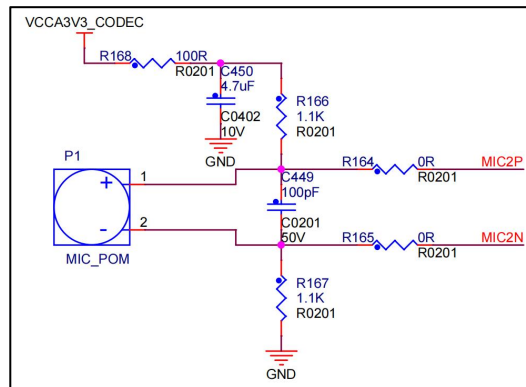 VCCA3V3_CODEC
R168
100R
R0201
C450
4.7uF
C0402
10V
GND
R166
1.1K
R0201
P1
1
+
2
-
MIC_POM
C449
100pF
C0201
50V
R164
0R
R0201
MIC2P
R165
0R
R0201
MIC2N
R167
1.1K
R0201
GND